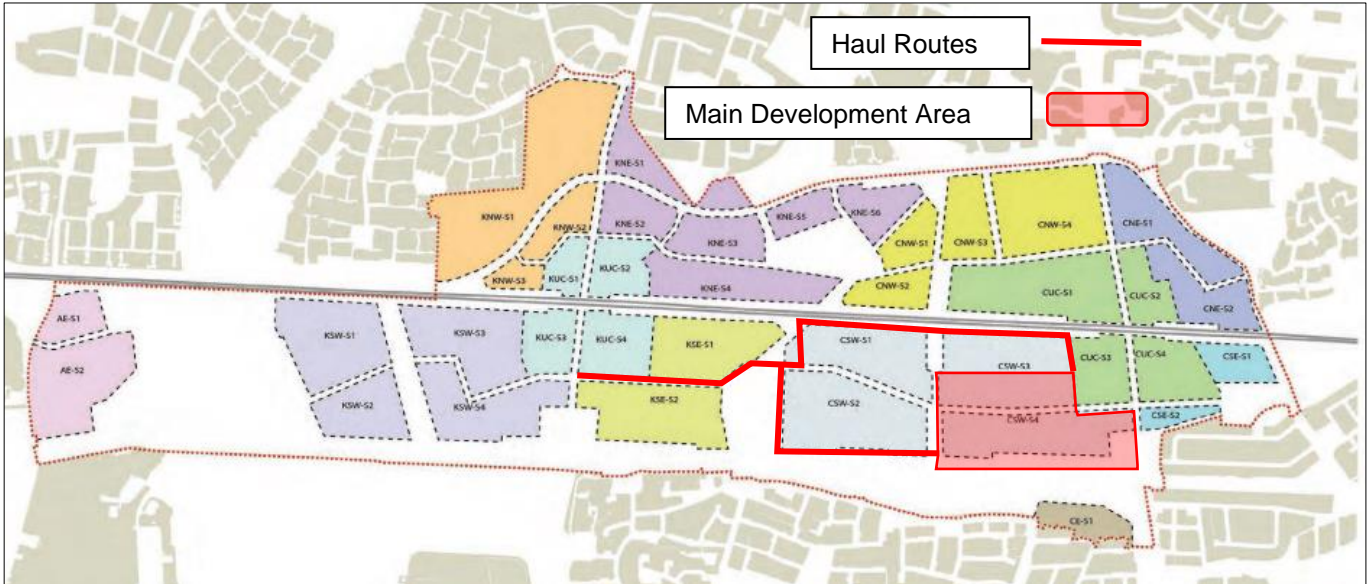 Haul Routes
Main Development Area
KNE-S1
KNW-S1
KNW-S2
KNE-S2
KNE-S3
KNE-S5
KNE-S6
CNW-S1
CNW-S3
CNW-S4
CNE-S1
KNW-S3
KUC-S1
KUC-S2
KNE-S4
CNW-S2
CUC-S1
CUC-S2
CNE-S2
AE-S1
AE-S2
KSW-S1
KSW-S3
KUC-S3
KUC-S4
KSE-S1
CSW-S1
CSW-S3
CUC-S3
CUC-S4
CSE-S1
KSW-S2
KSW-S4
KSE-S2
CSW-S2
CSW-S4
CSE-S2
CE-S1